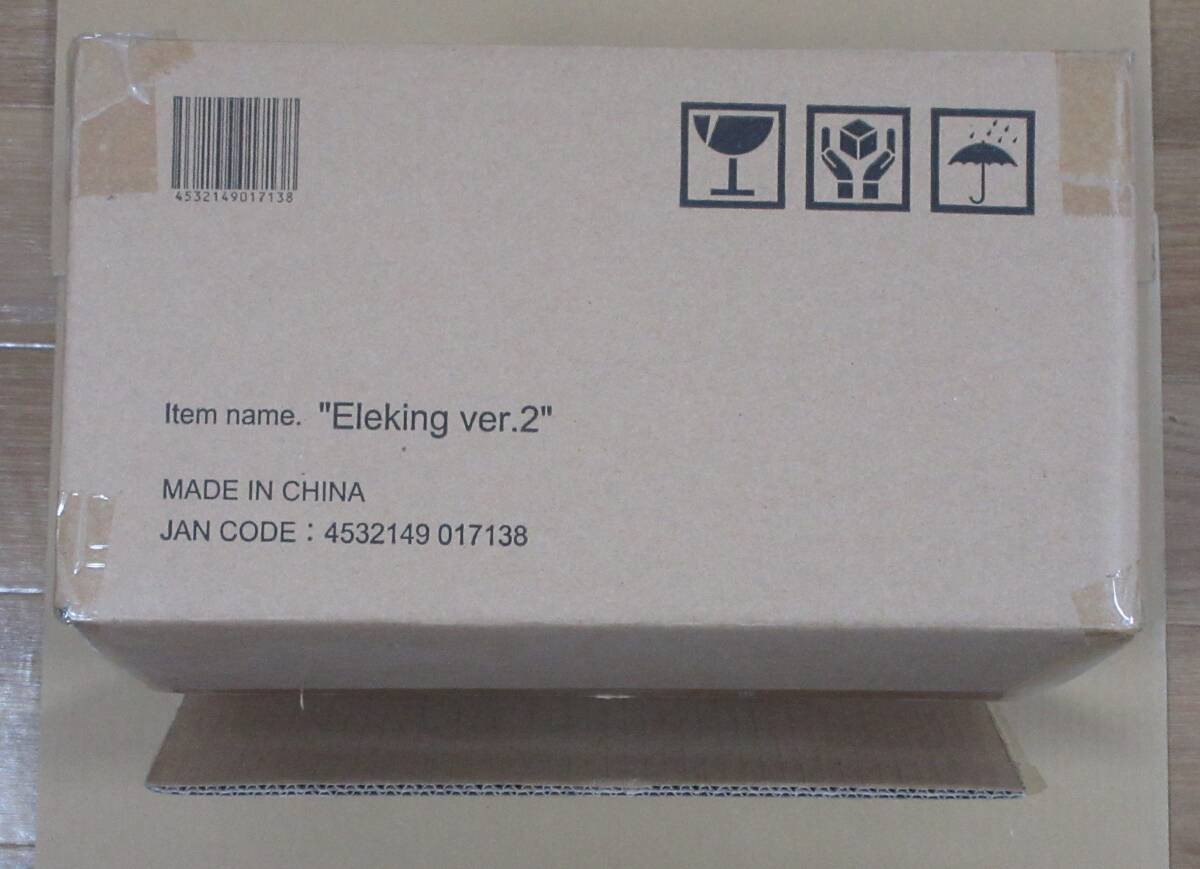 4532149017138
Item name. "Eleking ver.2"
MADE IN CHINA
JAN CODE：4532149 017138